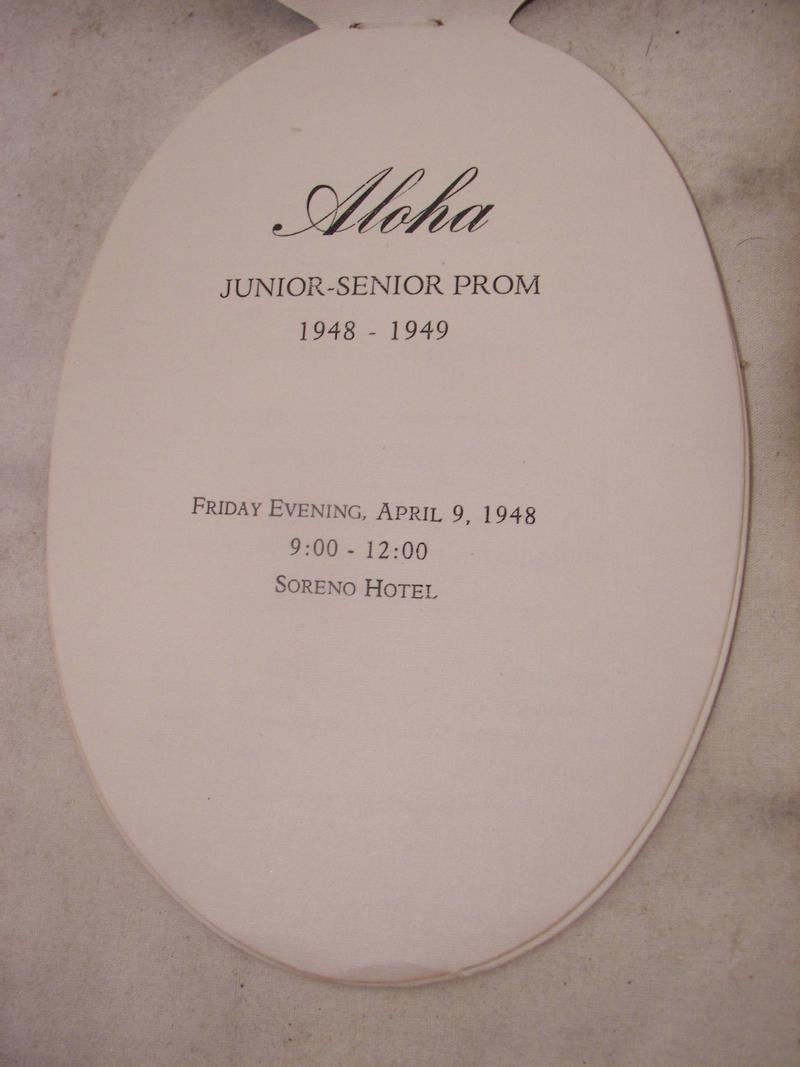 Aloha
JUNIOR-SENIOR PROM
1948 - 1949
FRIDAY EVENING, APRIL 9, 1948
9:00 - 12:00
SORENO HOTEL